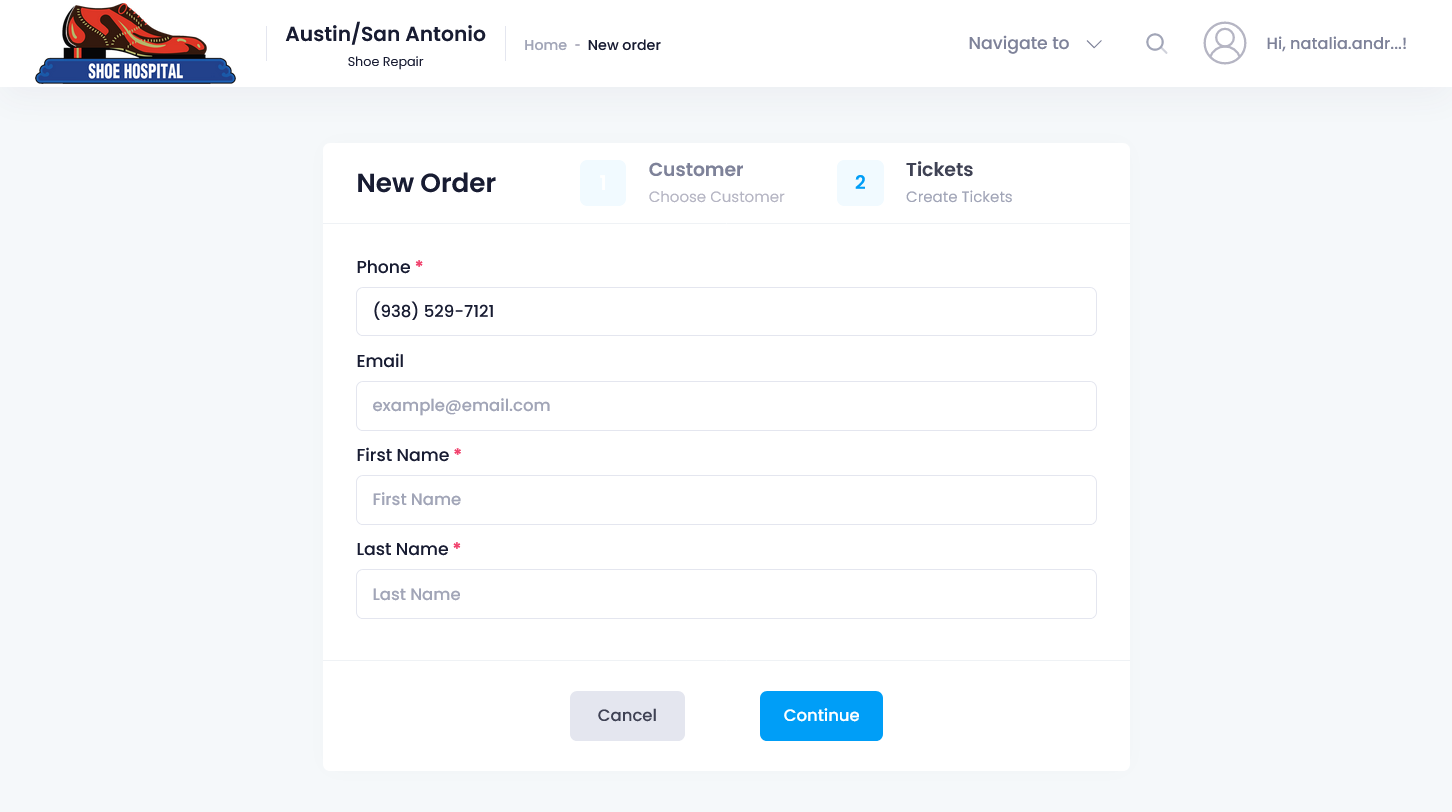 SHOE HOSPITAL
Austin/San Antonio
Shoe Repair
Home - New order
Navigate to
Hi, natalia.andr...!
New Order
1
Customer
Choose Customer
2
Tickets
Create Tickets
Phone *
(938) 529-7121
Email
example@email.com
First Name *
First Name
Last Name *
Last Name
Cancel
Continue